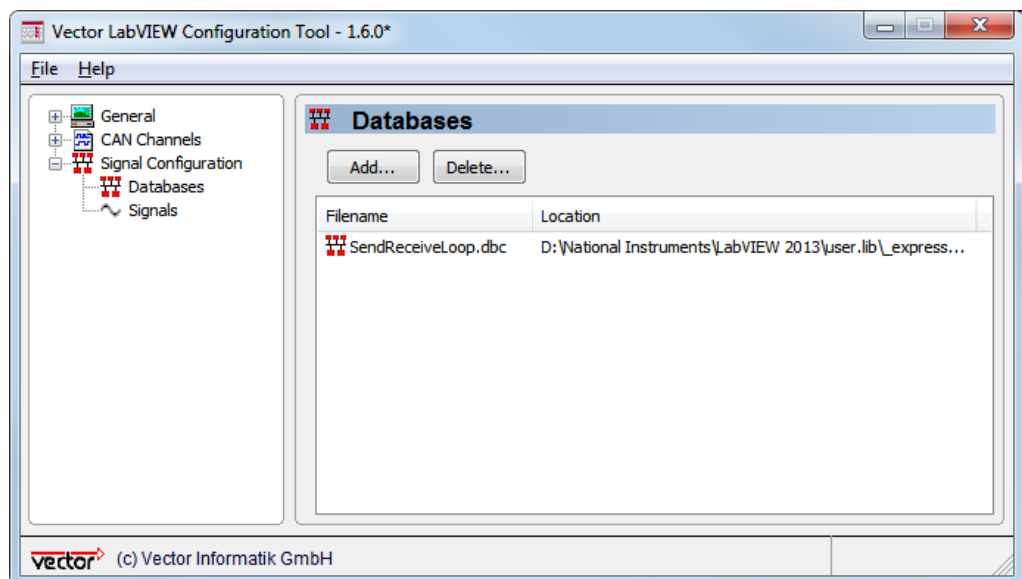 Vector LabVIEW Configuration Tool - 1.6.0*
File Help
General
CAN Channels
Signal Configuration
Databases
Signals
Databases
Add... Delete...
Filename Location
SendReceiveLoop.dbc D:\National Instruments\LabVIEW 2013\user.lib\_express...
vector (c) Vector Informatik GmbH